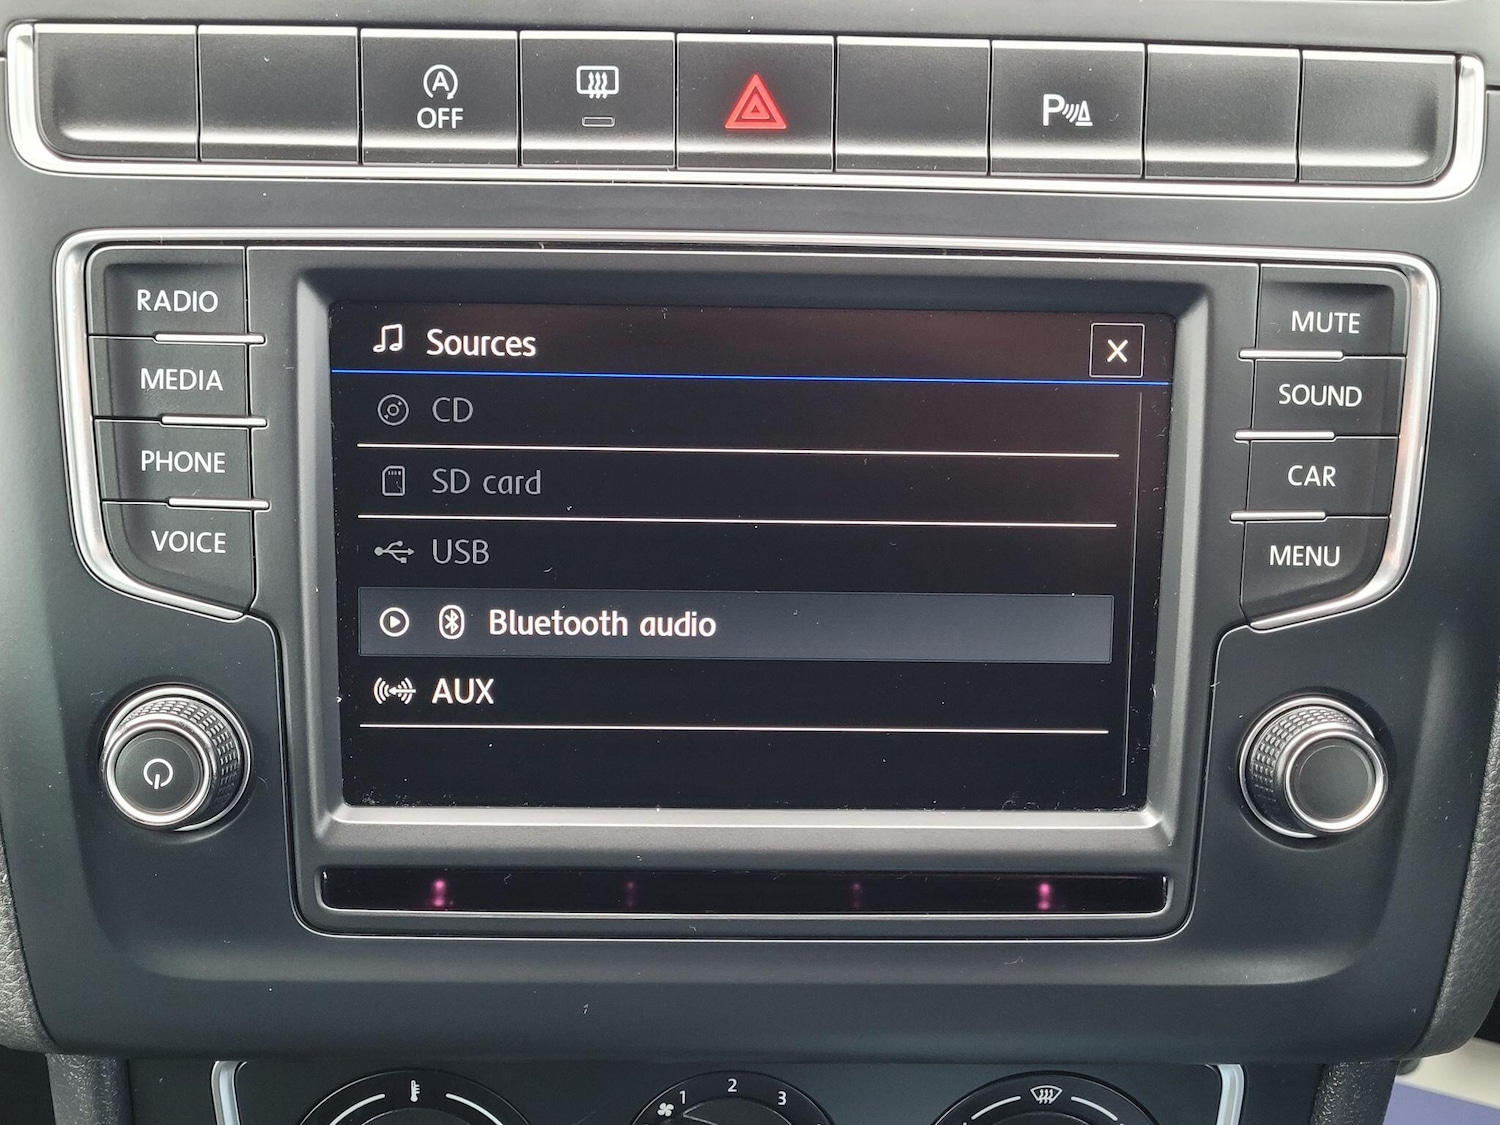 A
OFF
P
RADIO
MEDIA
PHONE
VOICE
Sources
CD
SD card
USB
Bluetooth audio
AUX
MUTE
SOUND
CAR
MENU
1 2 3